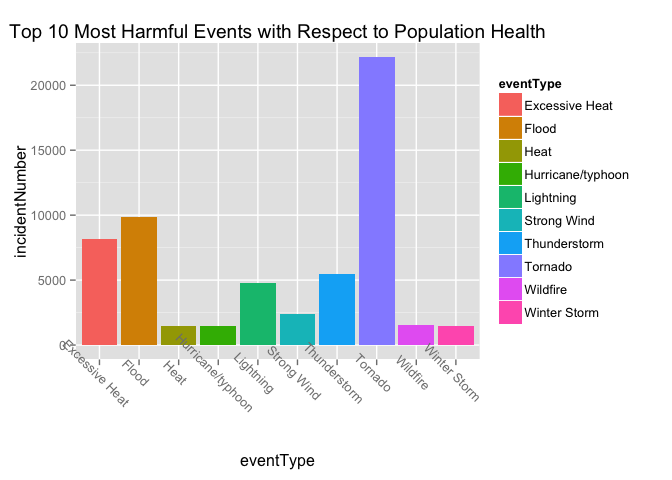 Top 10 Most Harmful Events with Respect to Population Health
incidentNumber
20000
15000
10000
5000
0
Excessive Heat
Flood
Heat
Hurricane/typhoon
Lightning
Strong Wind
Thunderstorm
Tornado
Wildfire
Winter Storm
eventType
eventType
Excessive Heat
Flood
Heat
Hurricane/typhoon
Lightning
Strong Wind
Thunderstorm
Tornado
Wildfire
Winter Storm